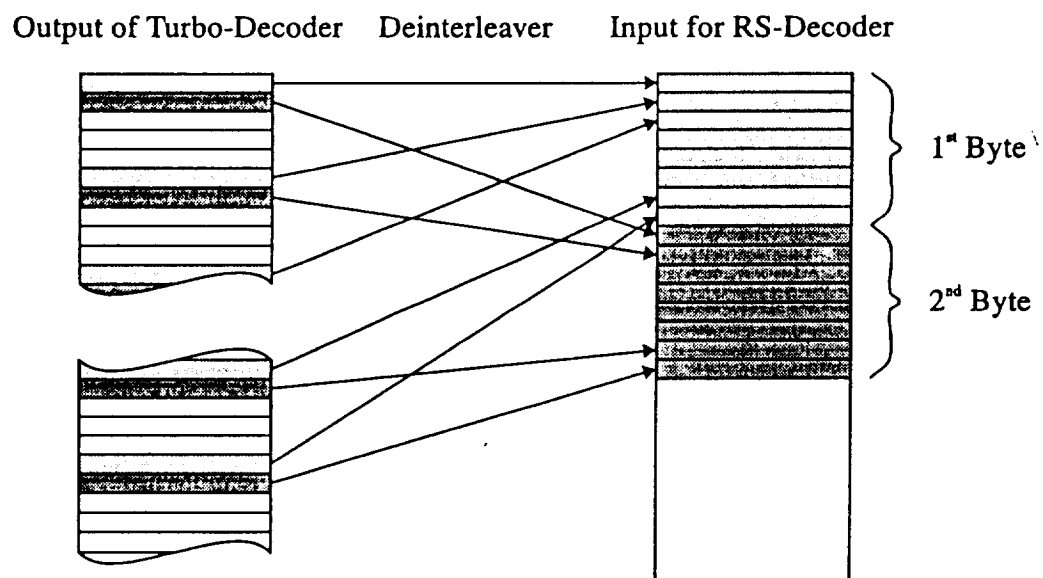 Output of Turbo-Decoder Deinterleaver Input for RS-Decoder
1st Byte
2nd Byte